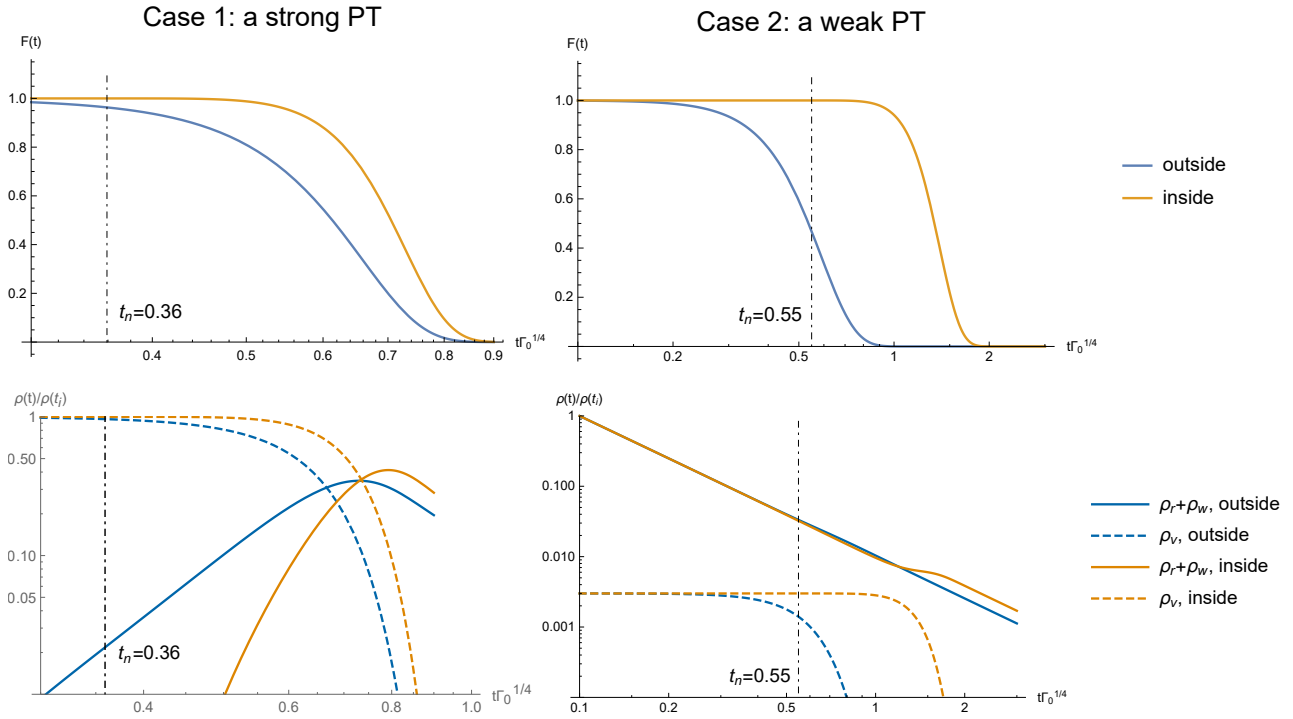 Case 1: a strong PT
Case 2: a weak PT
F(t)
1.0
0.8
0.6
0.4
0.2
t_n=0.36
0.4
0.5
0.6
0.7
0.8
0.9
tΓ_0^{1/4}
F(t)
1.0
0.8
0.6
0.4
0.2
t_n=0.55
0.2
0.5
1
2
tΓ_0^{1/4}
outside
inside
ρ(t)/ρ(t_i)
1
0.50
0.10
0.05
t_n=0.36
0.4
0.6
0.8
1.0
tΓ_0^{1/4}
ρ(t)/ρ(t_i)
1
0.100
0.010
0.001
t_n=0.55
0.1
0.2
0.5
1
2
tΓ_0^{1/4}
ρ_r+ρ_w, outside
ρ_v, outside
ρ_r+ρ_w, inside
ρ_v, inside